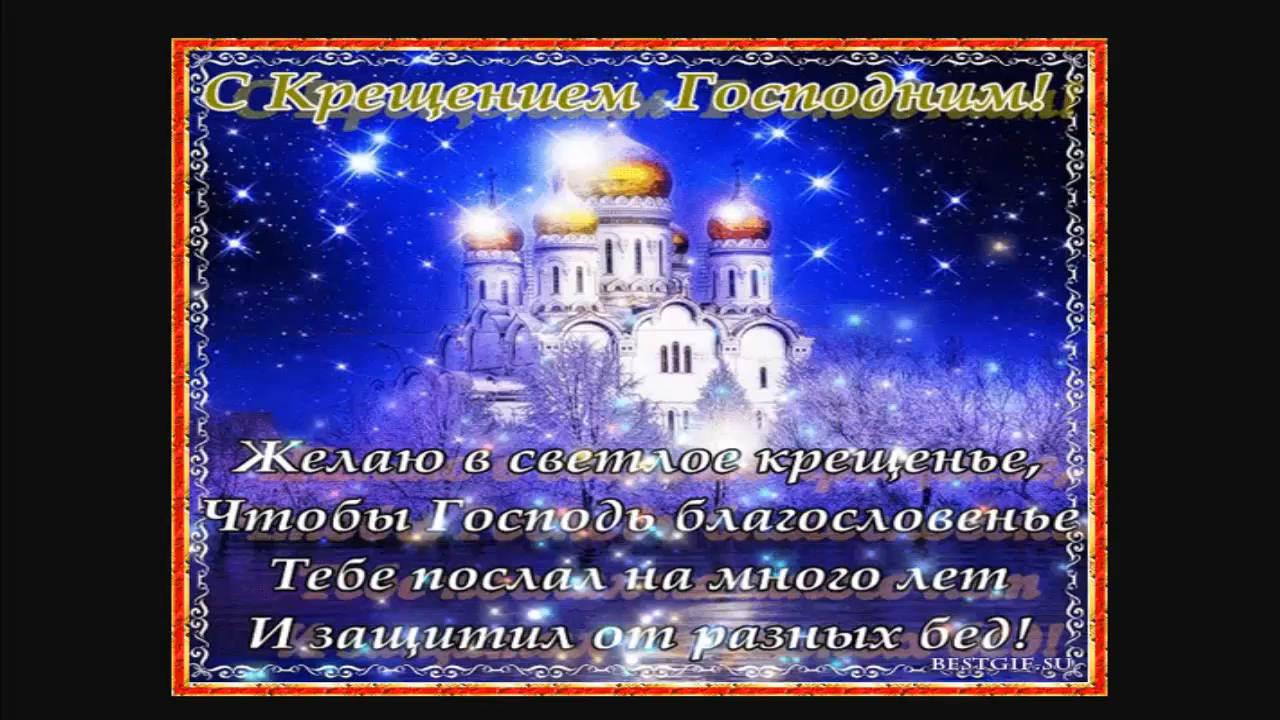 С Крещением Господним!
Желаю в светлое крещенье,
Чтобы Господь благословенье
Тебе послал на много лет
И защитил от разных бед!
BESTGIF.SU